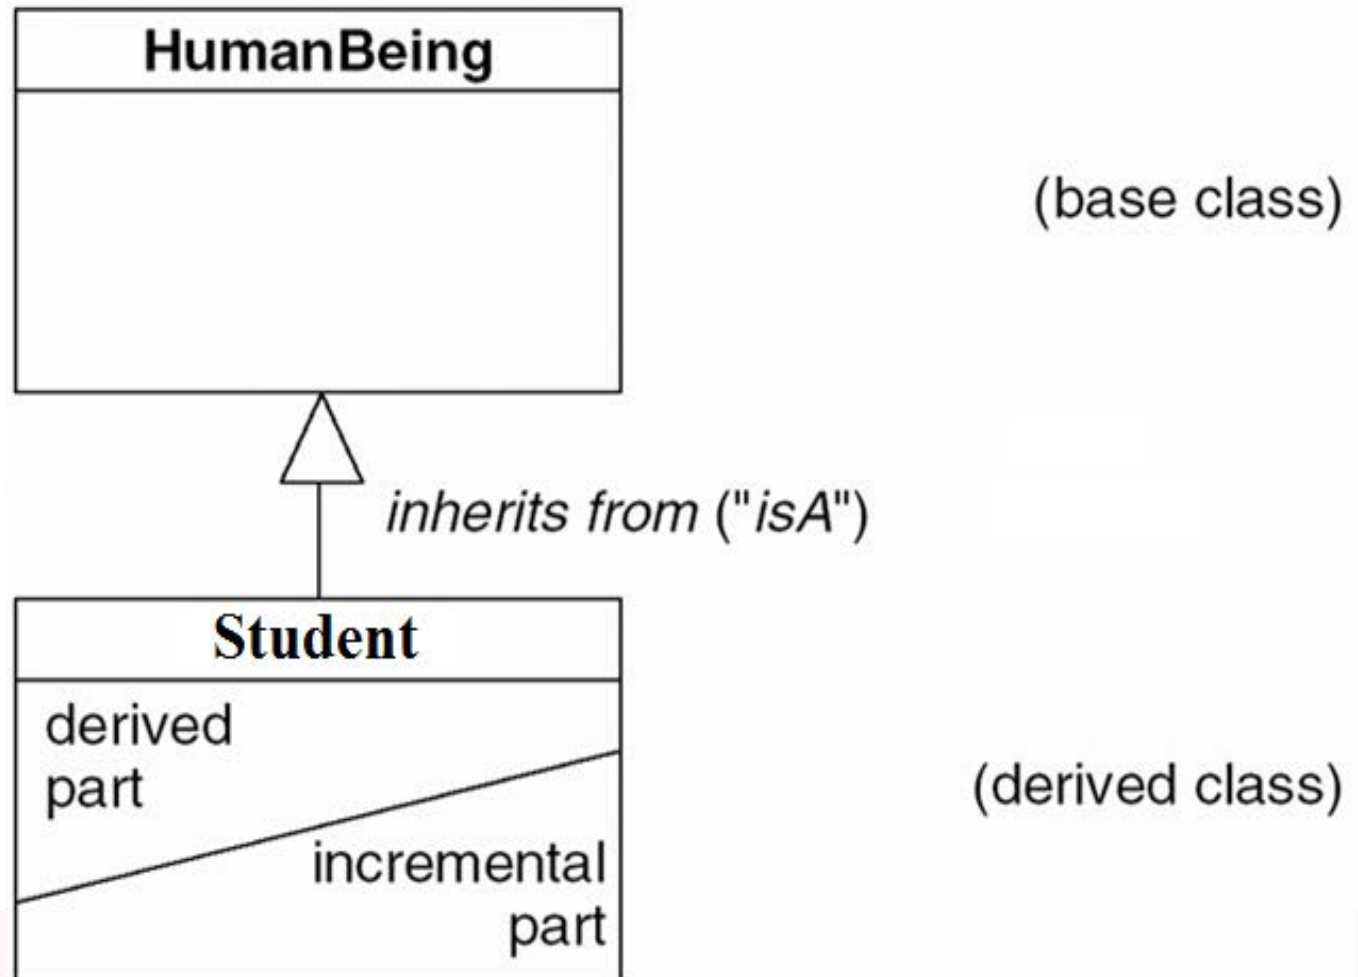 HumanBeing
(base class)
inherits from ("isA")
Student
derived
part
(derived class)
incremental
part